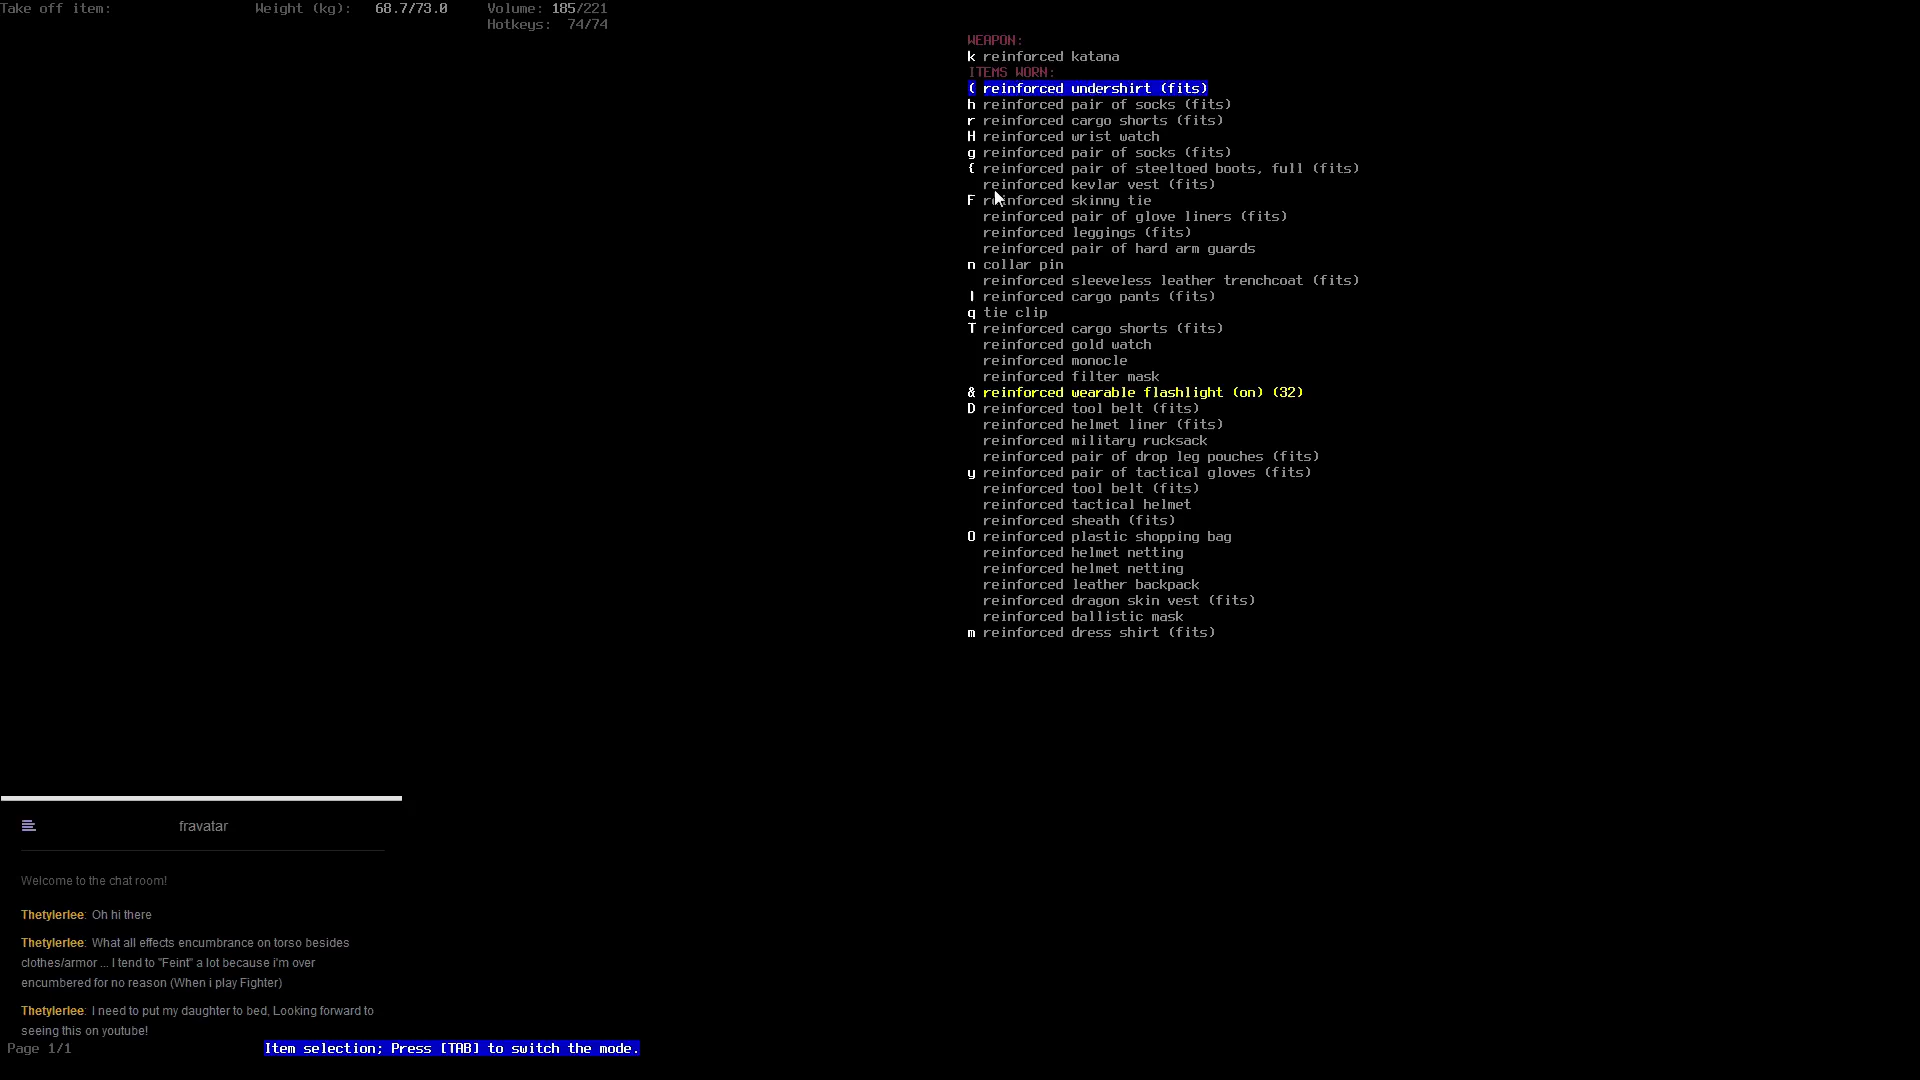 Take off item: Weight (kg): 68.7/73.0 Volume: 185/221
Hotkeys: 74/74
WEAPON:
k reinforced katana
ITEMS WORN:
( reinforced undershirt (fits)
h reinforced pair of socks (fits)
r reinforced cargo shorts (fits)
H reinforced wrist watch
g reinforced pair of socks (fits)
{ reinforced pair of steeltoed boots, full (fits)
reinforced kevlar vest (fits)
F reinforced skinny tie
reinforced pair of glove liners (fits)
reinforced leggings (fits)
reinforced pair of hard arm guards
n collar pin
reinforced sleeveless leather trenchcoat (fits)
l reinforced cargo pants (fits)
q tie clip
T reinforced cargo shorts (fits)
reinforced gold watch
reinforced monocle
reinforced filter mask
& reinforced wearable flashlight (on) (32)
D reinforced tool belt (fits)
reinforced helmet liner (fits)
reinforced military rucksack
reinforced pair of drop leg pouches (fits)
y reinforced pair of tactical gloves (fits)
reinforced tool belt (fits)
reinforced tactical helmet
reinforced sheath (fits)
O reinforced plastic shopping bag
reinforced helmet netting
reinforced helmet netting
reinforced leather backpack
reinforced dragon skin vest (fits)
reinforced ballistic mask
m reinforced dress shirt (fits)
fravatar
Welcome to the chat room!
Thetylerlee: Oh hi there
Thetylerlee: What all effects encumbrance on torso besides
clothes/armor ... I tend to "Feint" a lot because i'm over
encumbered for no reason (When i play Fighter)
Thetylerlee: I need to put my daughter to bed, Looking forward to
seeing this on youtube!
Page 1/1 Item selection; Press [TAB] to switch the mode.